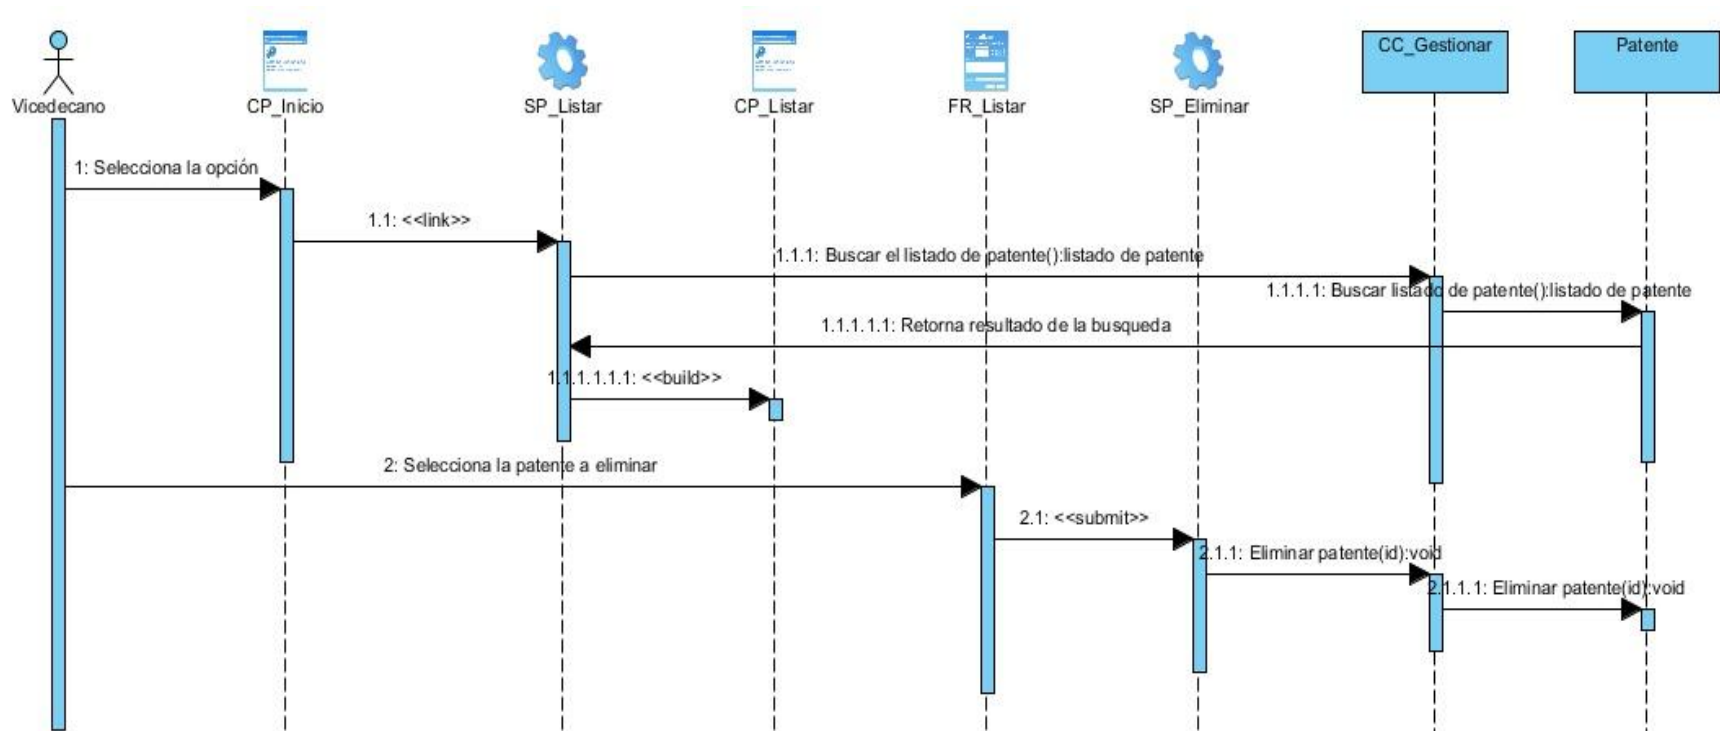 CC_Gestionar
Patente
Vicedecano
CP_Inicio
SP_Listar
CP_Listar
FR_Listar
SP_Eliminar
1: Selecciona la opción
1.1: <<link>>
1.1.1: Buscar el listado de patente():listado de patente
1.1.1.1: Buscar listado de patente():listado de patente
1.1.1.1.1: Retorna resultado de la busqueda
1.1.1.1.1.1: <<build>>
2: Selecciona la patente a eliminar
2.1: <<submit>>
2.1.1: Eliminar patente(id):void
2.1.1.1: Eliminar patente(id):void